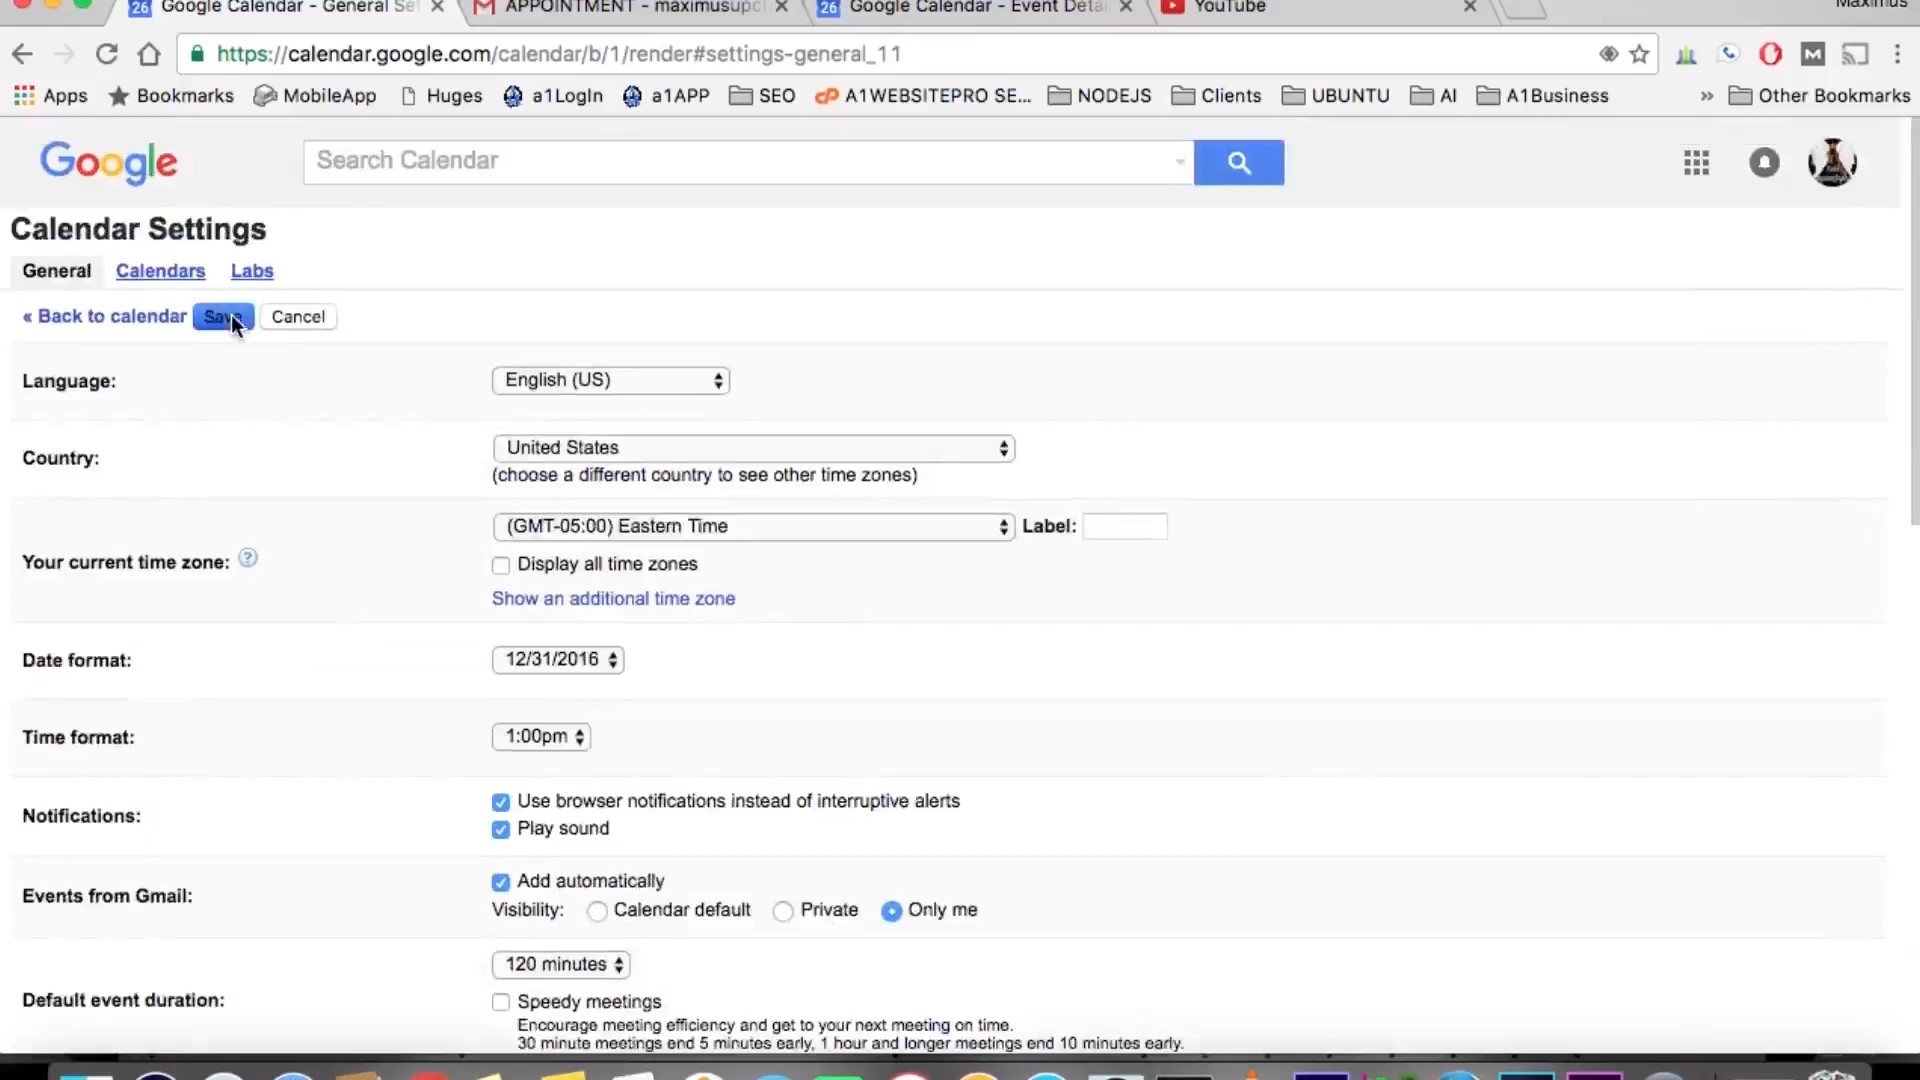 26 Google Calendar - General Se
APPOINTMENT - maximusupc
26 Google Calendar - Event Deta
YouTube
Maximus
https://calendar.google.com/calendar/b/1/render#settings-general_11
Apps Bookmarks MobileApp Huges a1LogIn a1APP SEO A1WEBSITEPRO SE... NODEJS Clients UBUNTU AI A1Business » Other Bookmarks
Google Search Calendar
Calendar Settings
General Calendars Labs
« Back to calendar Save Cancel
Language: English (US)
Country: United States
(choose a different country to see other time zones)
(GMT-05:00) Eastern Time Label:
Your current time zone: ?
Display all time zones
Show an additional time zone
Date format: 12/31/2016
Time format: 1:00pm
Notifications: Use browser notifications instead of interruptive alerts
Play sound
Events from Gmail: Add automatically
Visibility: Calendar default Private Only me
120 minutes
Default event duration: Speedy meetings
Encourage meeting efficiency and get to your next meeting on time.
30 minute meetings end 5 minutes early, 1 hour and longer meetings end 10 minutes early.